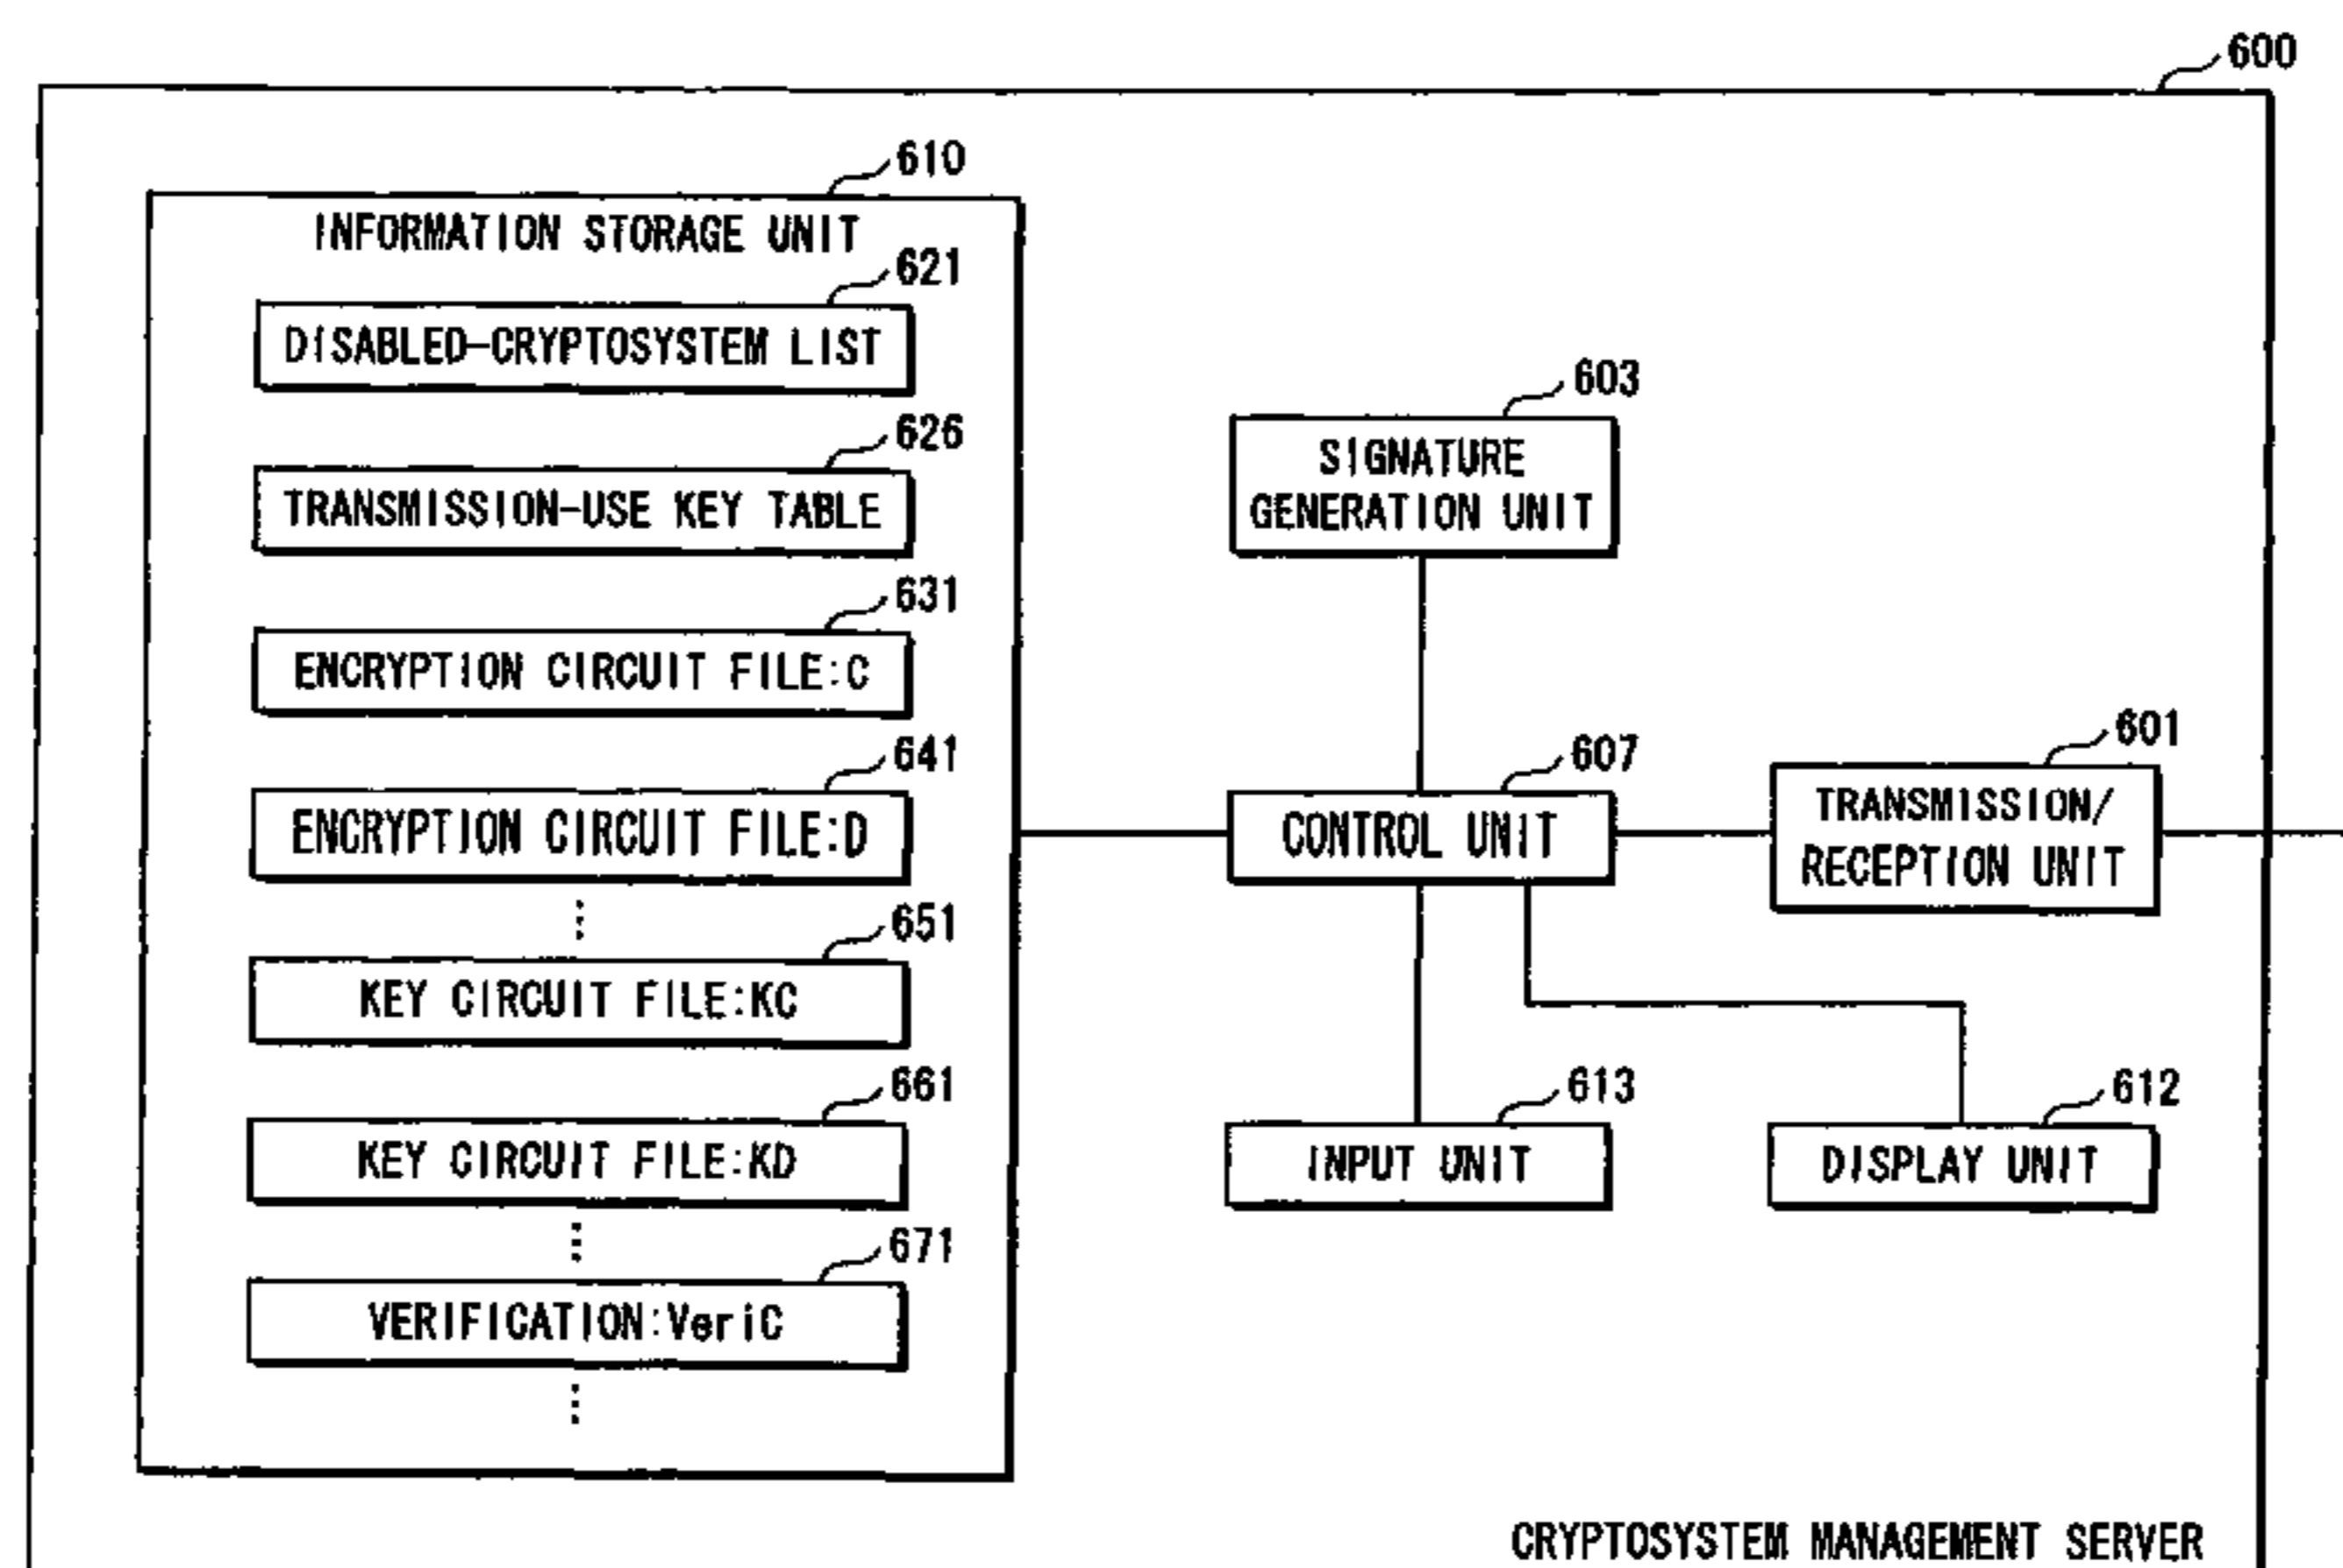 600
610
INFORMATION STORAGE UNIT
621
DISABLED-CRYPTOSYSTEM LIST
626
TRANSMISSION-USE KEY TABLE
631
ENCRYPTION CIRCUIT FILE:C
641
ENCRYPTION CIRCUIT FILE:D
651
KEY CIRCUIT FILE:KC
661
KEY CIRCUIT FILE:KD
671
VERIFICATION:VeriC
603
SIGNATURE
GENERATION UNIT
607
CONTROL UNIT
601
TRANSMISSION/
RECEPTION UNIT
613
INPUT UNIT
612
DISPLAY UNIT
CRYPTOSYSTEM MANAGEMENT SERVER